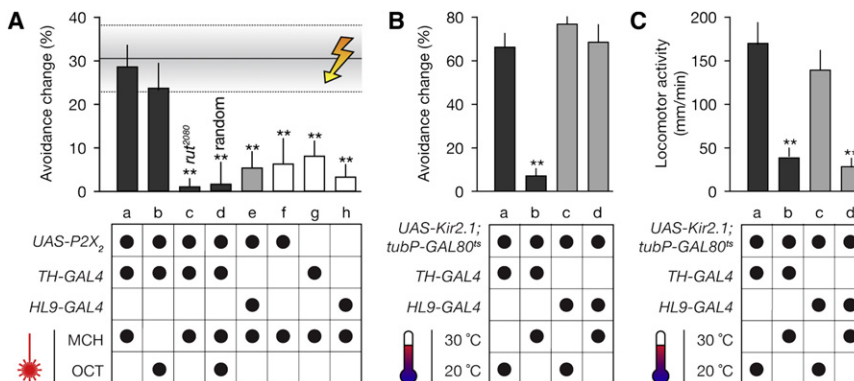 A
Avoidance change (%)
40
30
20
10
0
** rut2080
** random
**
**
**
**
a b c d e f g h
UAS-P2X2
TH-GAL4
HL9-GAL4
MCH
OCT
B
Avoidance change (%)
80
60
40
20
0
**
a b c d
UAS-Kir2.1;
tubP-GAL80ts
TH-GAL4
HL9-GAL4
30 °C
20 °C
C
Locomotor activity
(mm/min)
200
150
100
50
0
**
**
a b c d
UAS-Kir2.1;
tubP-GAL80ts
TH-GAL4
HL9-GAL4
30 °C
20 °C